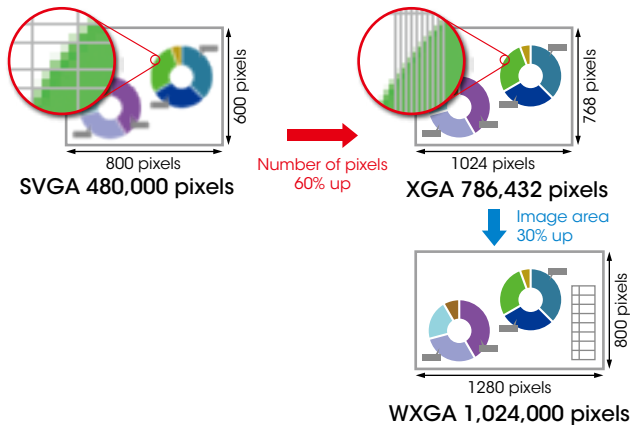 600 pixels
800 pixels
SVGA 480,000 pixels
Number of pixels
60% up
768 pixels
1024 pixels
XGA 786,432 pixels
Image area
30% up
800 pixels
1280 pixels
WXGA 1,024,000 pixels